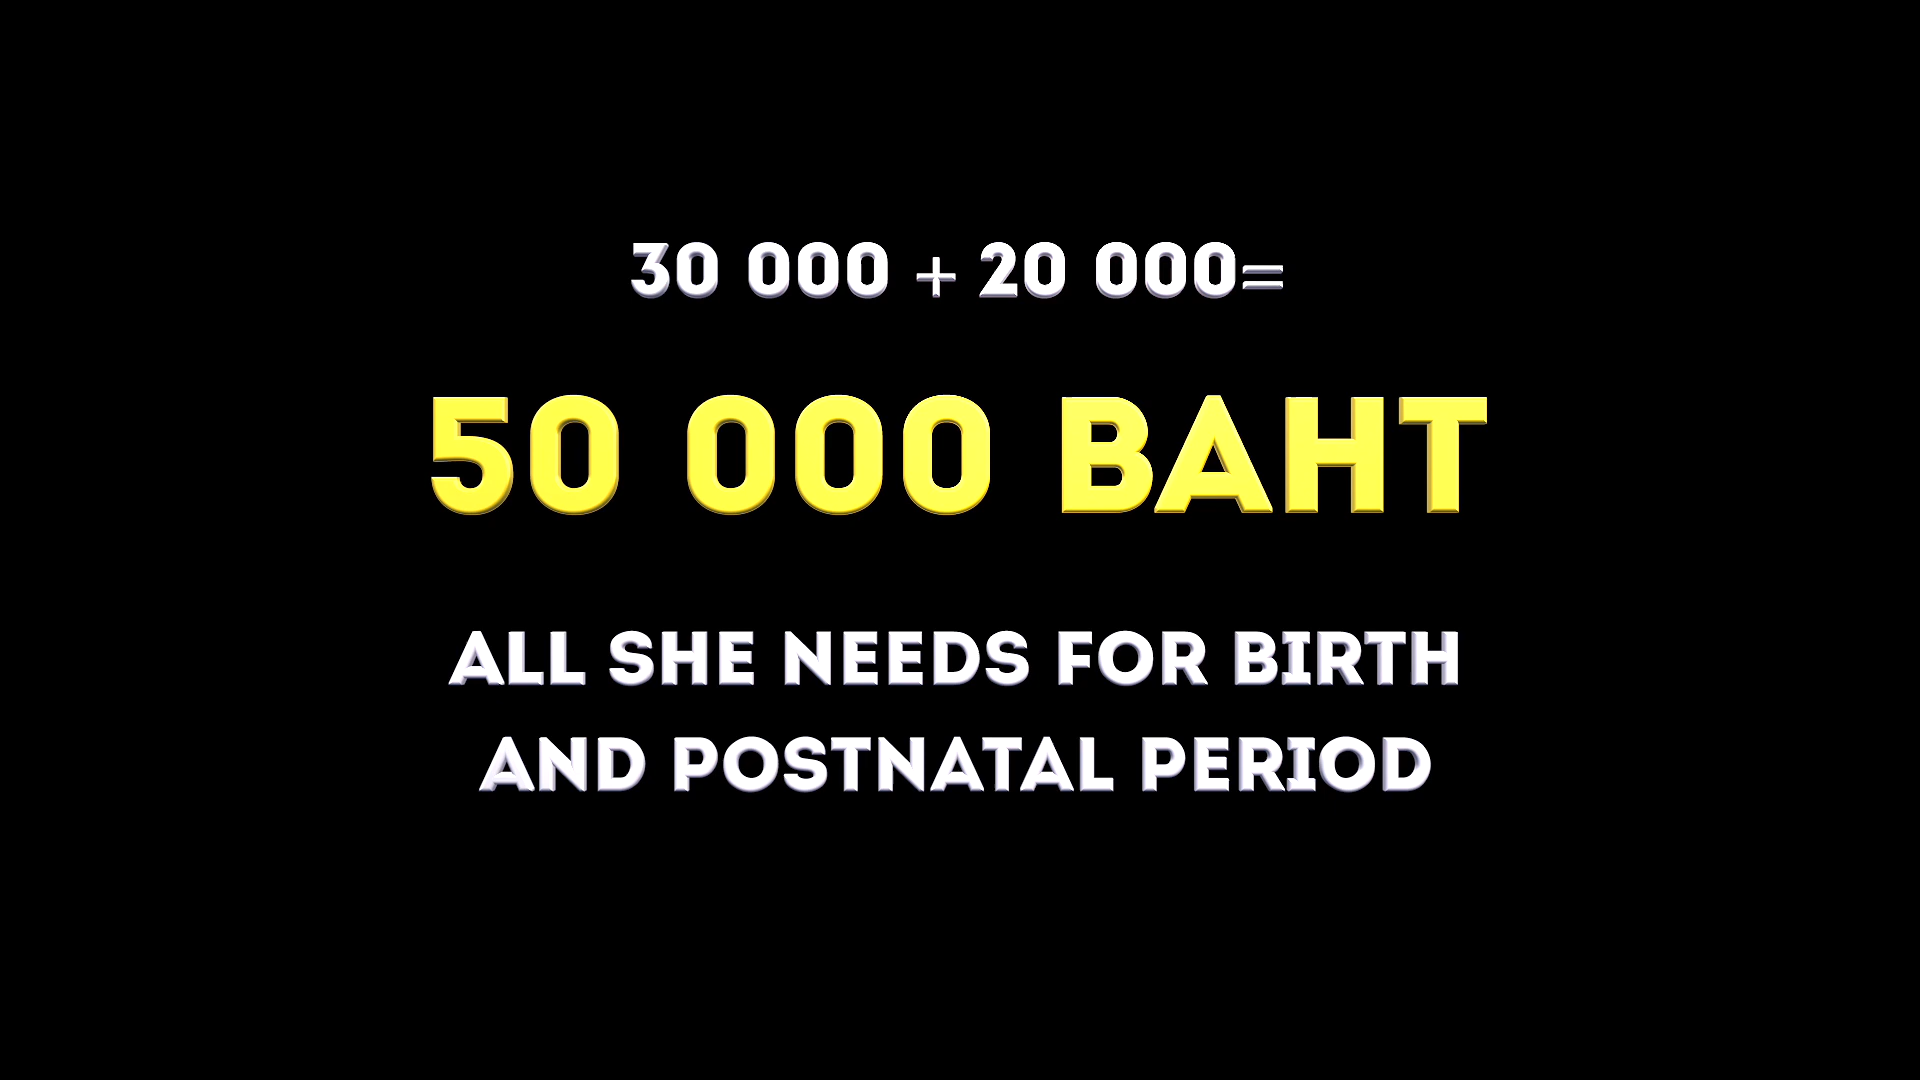 30 000 + 20 000=
50 000 BAHT
ALL SHE NEEDS FOR BIRTH
AND POSTNATAL PERIOD